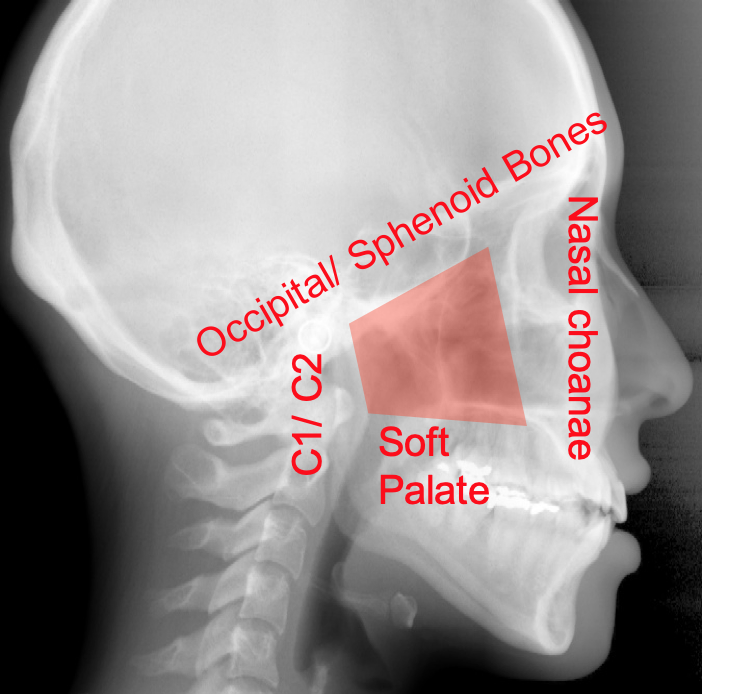 Occipital/ Sphenoid Bones
Nasal choanae
C1/ C2
Soft
Palate